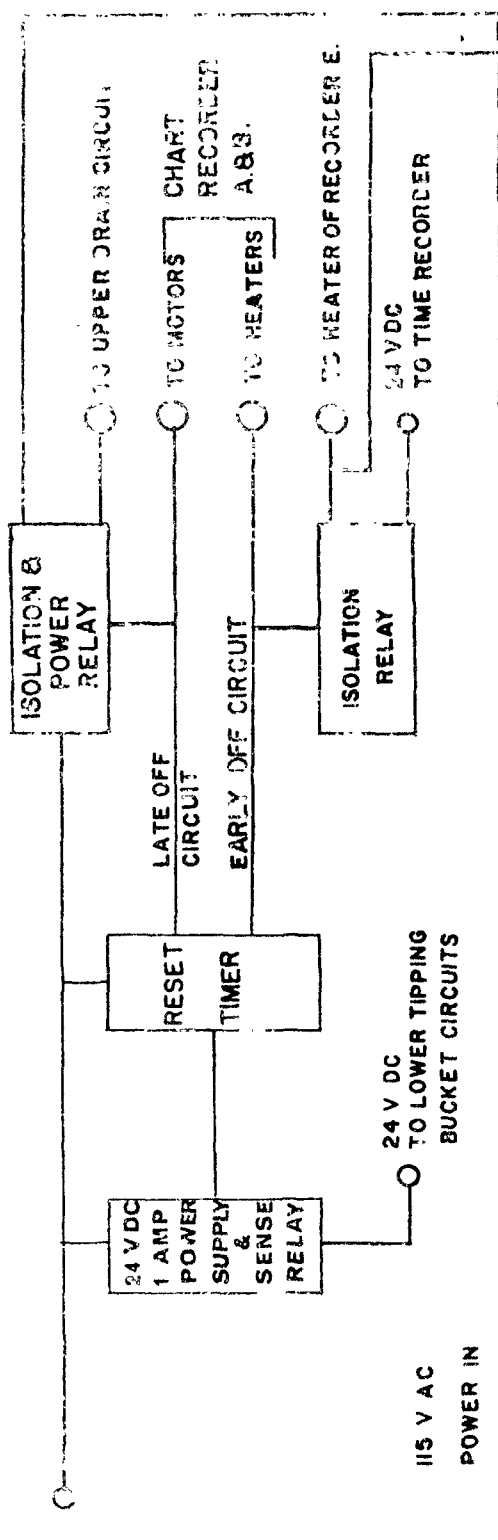 ISOLATION &
POWER
RELAY
TO UPPER DRAIN CIRCUIT
LATE OFF
CIRCUIT
TO MOTORS
CHART
RECORDER
A&B.
EARLY OFF CIRCUIT
TO HEATERS
RESET
TIMER
24 VDC
1 AMP
POWER
SUPPLY
&
SENSE
RELAY
ISOLATION
RELAY
TO HEATER OF RECORDER E.
24 VDC
TO TIME RECORDER
24 V DC
TO LOWER TIPPING
BUCKET CIRCUITS
115 V AC
POWER IN